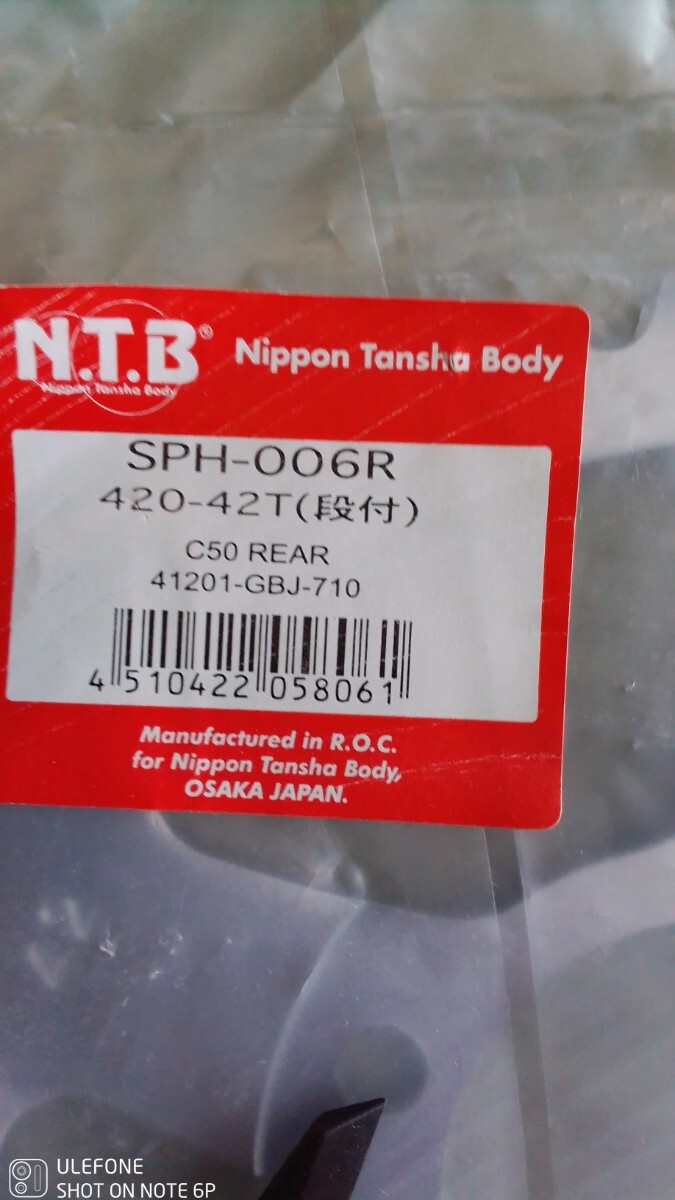 N.T.B® Nippon Tansha Body
Nippon Tansha Body
SPH-006R
420-42T(段付)
C50 REAR
41201-GBJ-710
4 510422 058061
Manufactured in R.O.C.
for Nippon Tansha Body,
OSAKA JAPAN.
ULEFONE
SHOT ON NOTE 6P